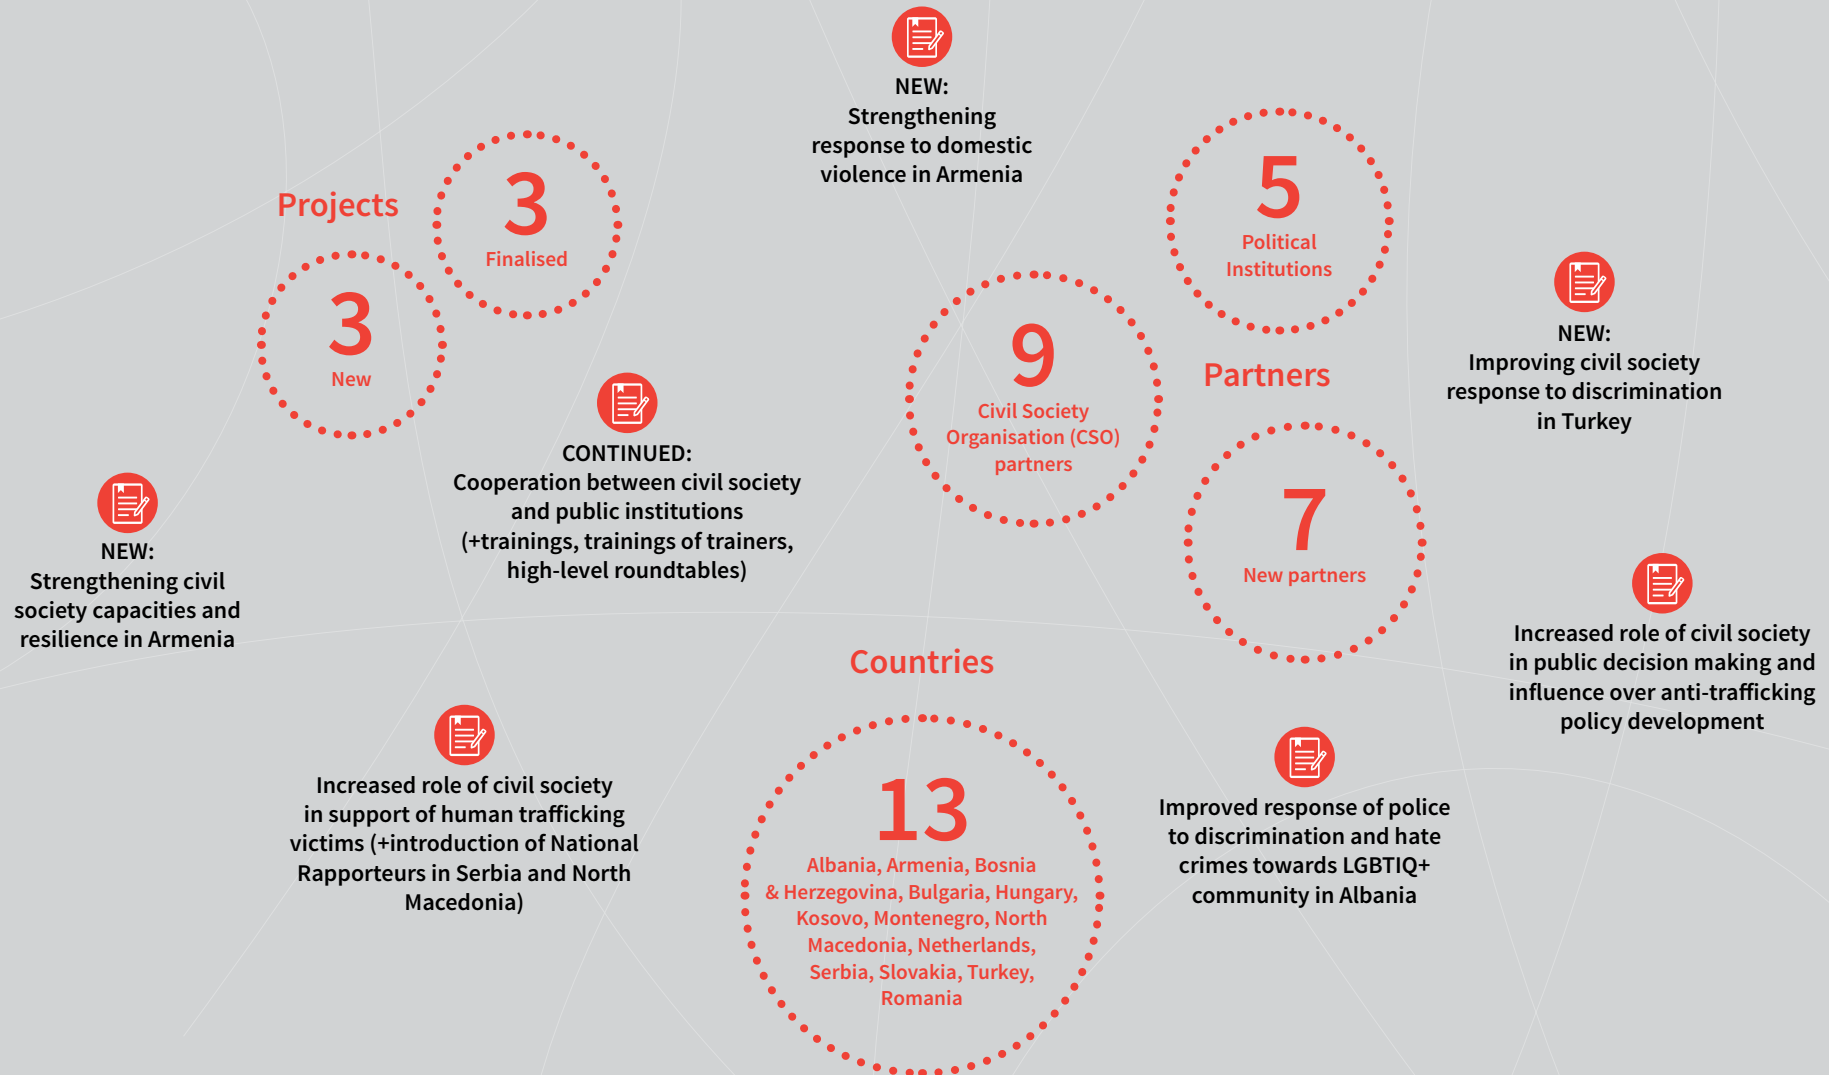 NEW:
Strengthening
response to domestic
violence in Armenia
Projects
3
Finalised
3
New
5
Political
Institutions
9
Civil Society
Organisation (CSO)
partners
Partners
7
New partners
NEW:
Improving civil society
response to discrimination
in Turkey
CONTINUED:
Cooperation between civil society
and public institutions
(+trainings, trainings of trainers,
high-level roundtables)
NEW:
Strengthening civil
society capacities and
resilience in Armenia
Increased role of civil society
in public decision making and
influence over anti-trafficking
policy development
Countries
13
Albania, Armenia, Bosnia
& Herzegovina, Bulgaria, Hungary,
Kosovo, Montenegro, North
Macedonia, Netherlands,
Serbia, Slovakia, Turkey,
Romania
Increased role of civil society
in support of human trafficking
victims (+introduction of National
Rapporteurs in Serbia and North
Macedonia)
Improved response of police
to discrimination and hate
crimes towards LGBTIQ+
community in Albania